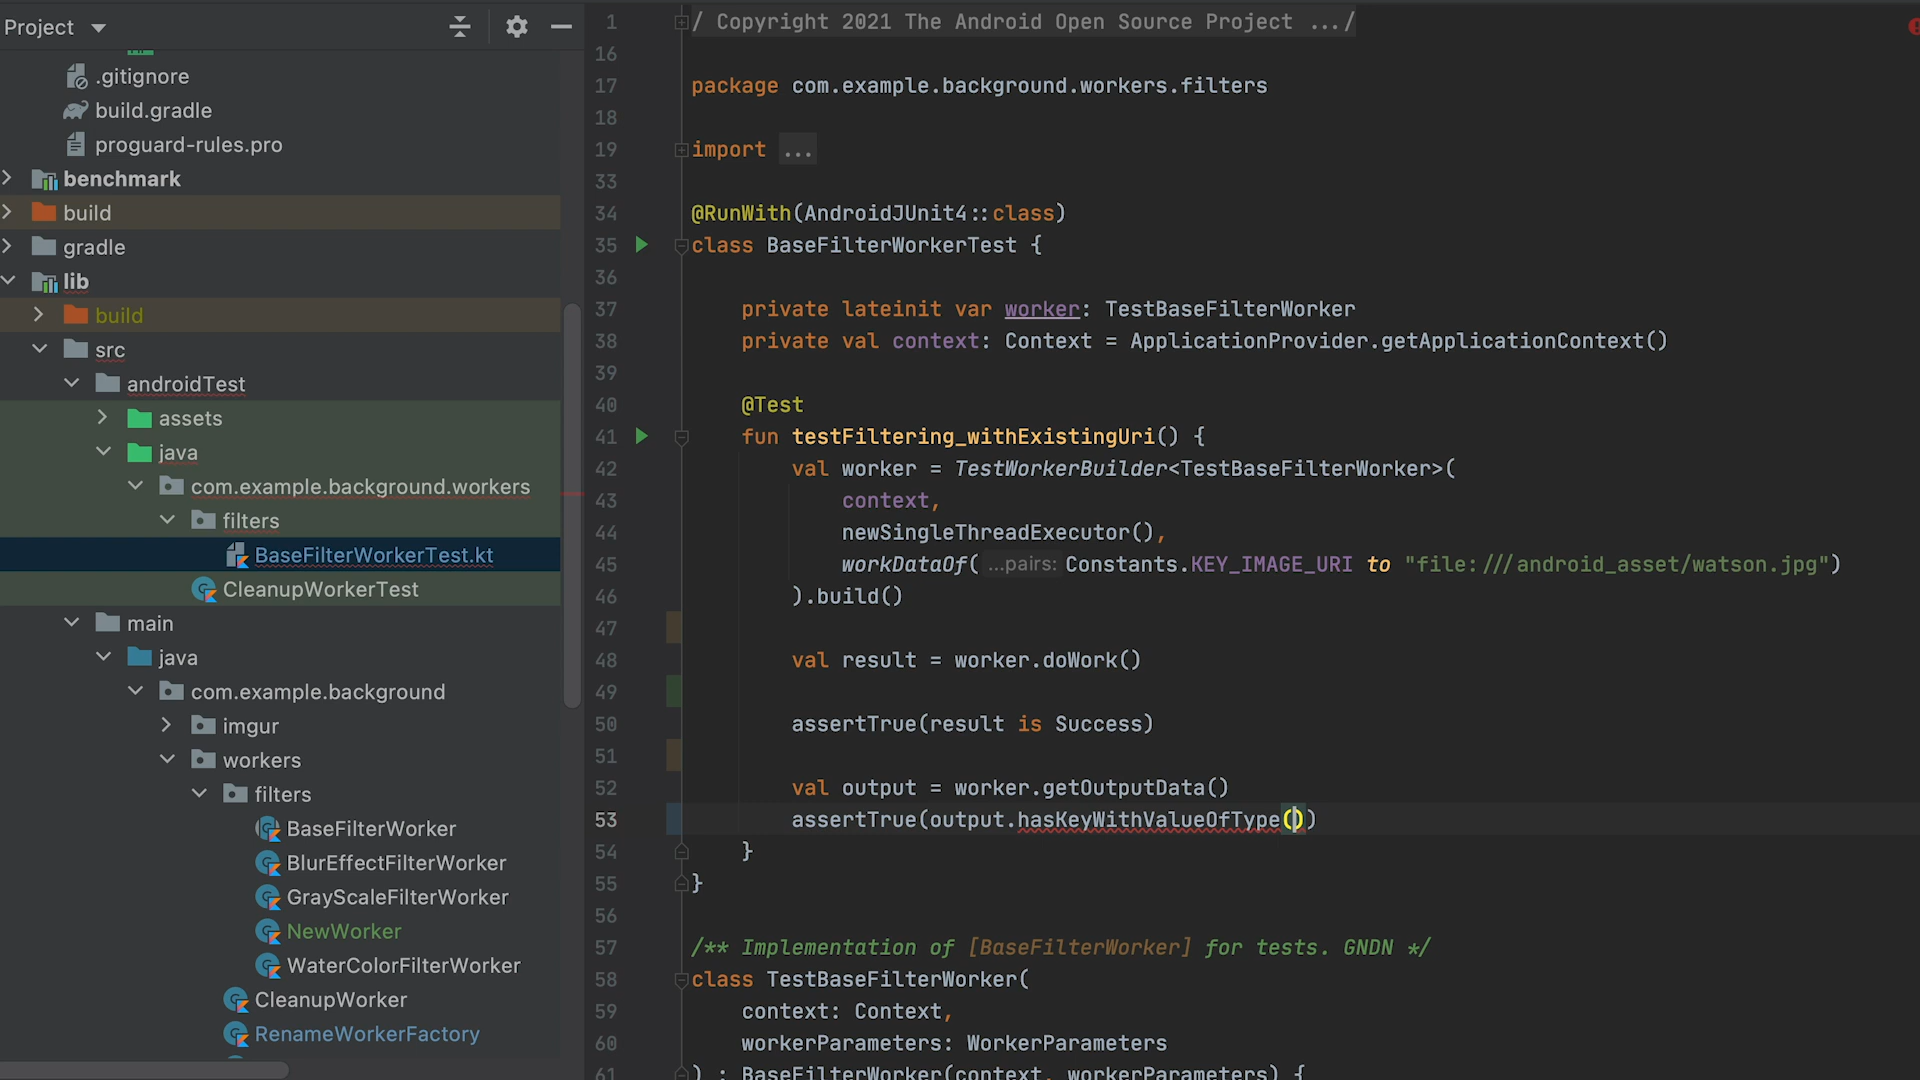 Project
.gitignore
build.gradle
proguard-rules.pro
benchmark
build
gradle
lib
build
src
androidTest
assets
java
com.example.background.workers
filters
BaseFilterWorkerTest.kt
CleanupWorkerTest
main
java
com.example.background
imgur
workers
filters
BaseFilterWorker
BlurEffectFilterWorker
GrayScaleFilterWorker
NewWorker
WaterColorFilterWorker
CleanupWorker
RenameWorkerFactory
1 / Copyright 2021 The Android Open Source Project .../
16
17 package com.example.background.workers.filters
18
19 import ...
33
34 @RunWith(AndroidJUnit4::class)
35 class BaseFilterWorkerTest {
36
37 private lateinit var worker: TestBaseFilterWorker
38 private val context: Context = ApplicationProvider.getApplicationContext()
39
40 @Test
41 fun testFiltering_withExistingUri() {
42 val worker = TestWorkerBuilder<TestBaseFilterWorker>(
43 context,
44 newSingleThreadExecutor(),
45 workDataOf( ...pairs: Constants.KEY_IMAGE_URI to "file:///android_asset/watson.jpg")
46 ).build()
47
48 val result = worker.doWork()
49
50 assertTrue(result is Success)
51
52 val output = worker.getOutputData()
53 assertTrue(output.hasKeyWithValueOfType())
54 }
55 }
56
57 /** Implementation of [BaseFilterWorker] for tests. GNDN */
58 class TestBaseFilterWorker(
59 context: Context,
60 workerParameters: WorkerParameters
61 ) : BaseFilterWorker(context, workerParameters) {